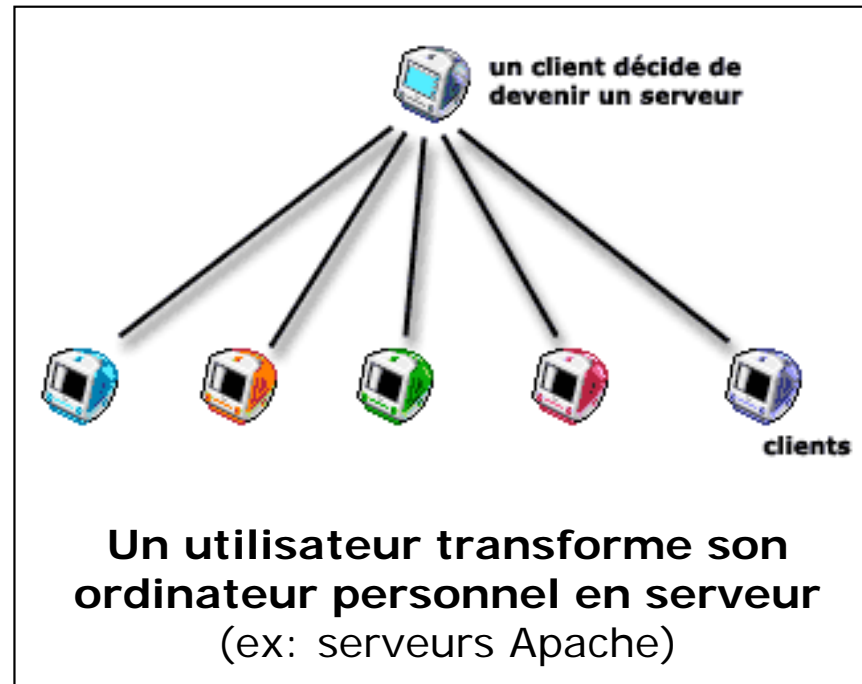 un client décide de
devenir un serveur
clients
Un utilisateur transforme son
ordinateur personnel en serveur
(ex: serveurs Apache)